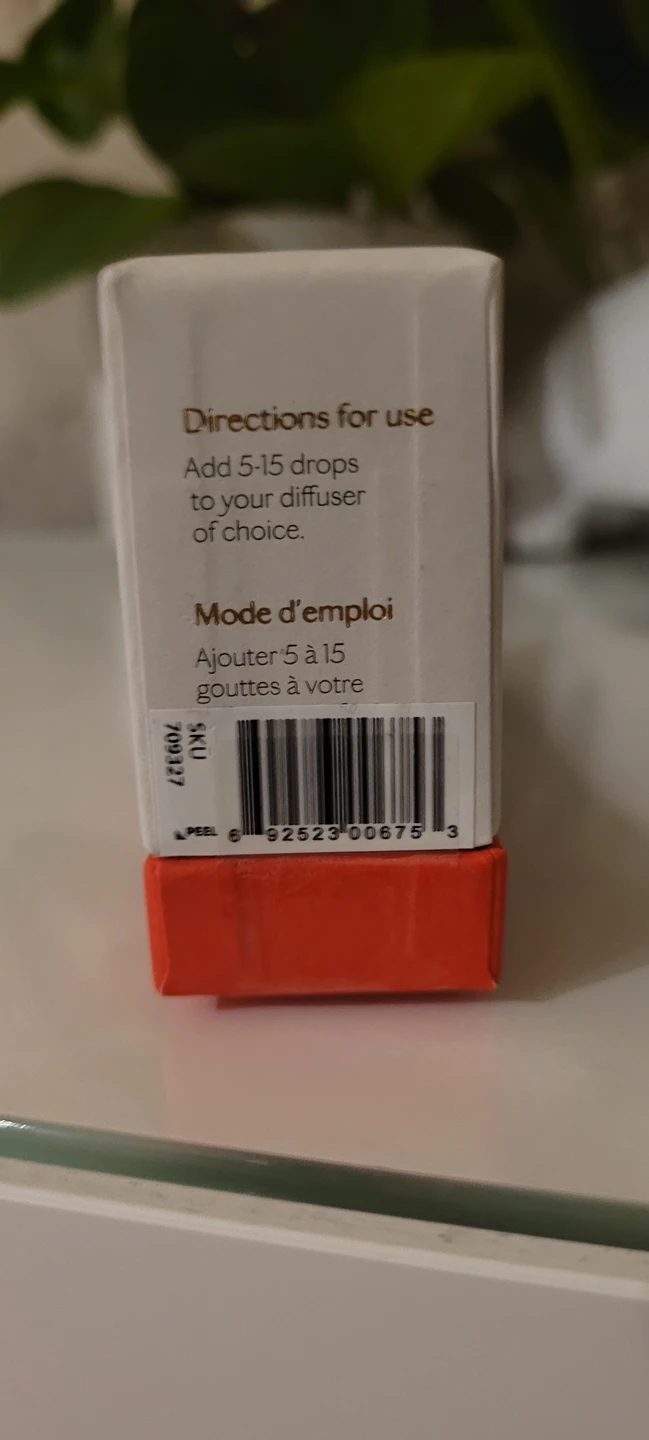 Directions for use
Add 5-15 drops
to your diffuser
of choice.
Mode d'emploi
Ajouter 5 à 15
gouttes à votre
SKU
709327
PEEL
6 92523 00675 3